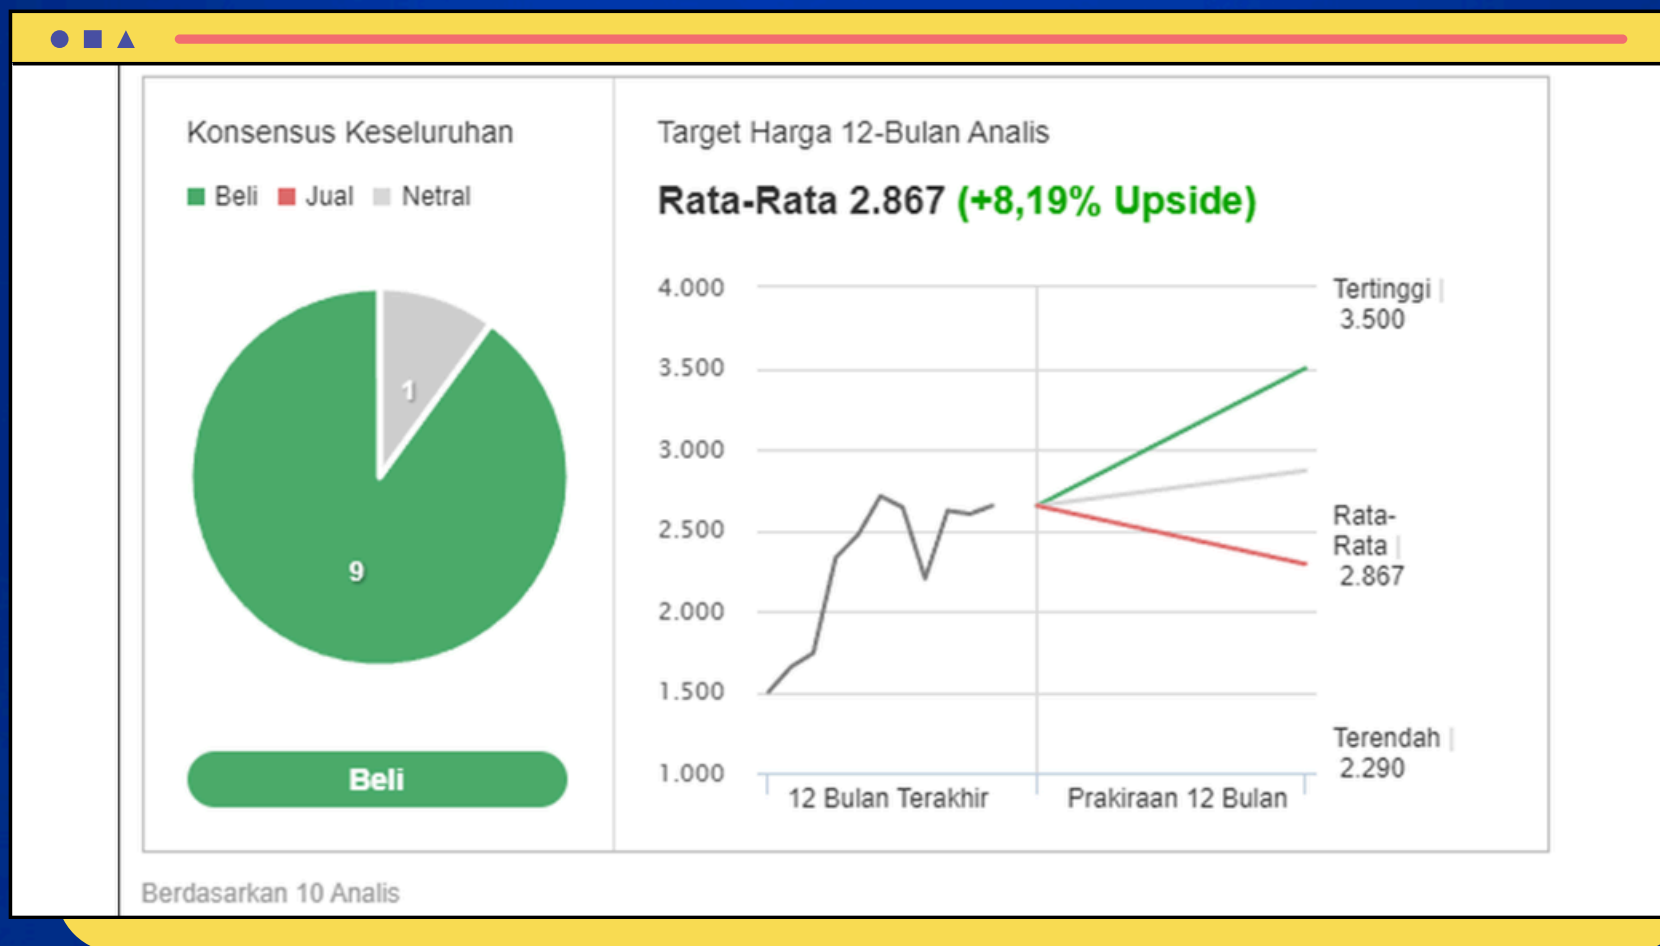 Konsensus Keseluruhan
Beli Jual Netral
1
9
Beli
Target Harga 12-Bulan Analis
Rata-Rata 2.867 (+8,19% Upside)
4.000
3.500
3.000
2.500
2.000
1.500
1.000
12 Bulan Terakhir
Prakiraan 12 Bulan
Tertinggi |
3.500
Rata-
Rata |
2.867
Terendah |
2.290
Berdasarkan 10 Analis